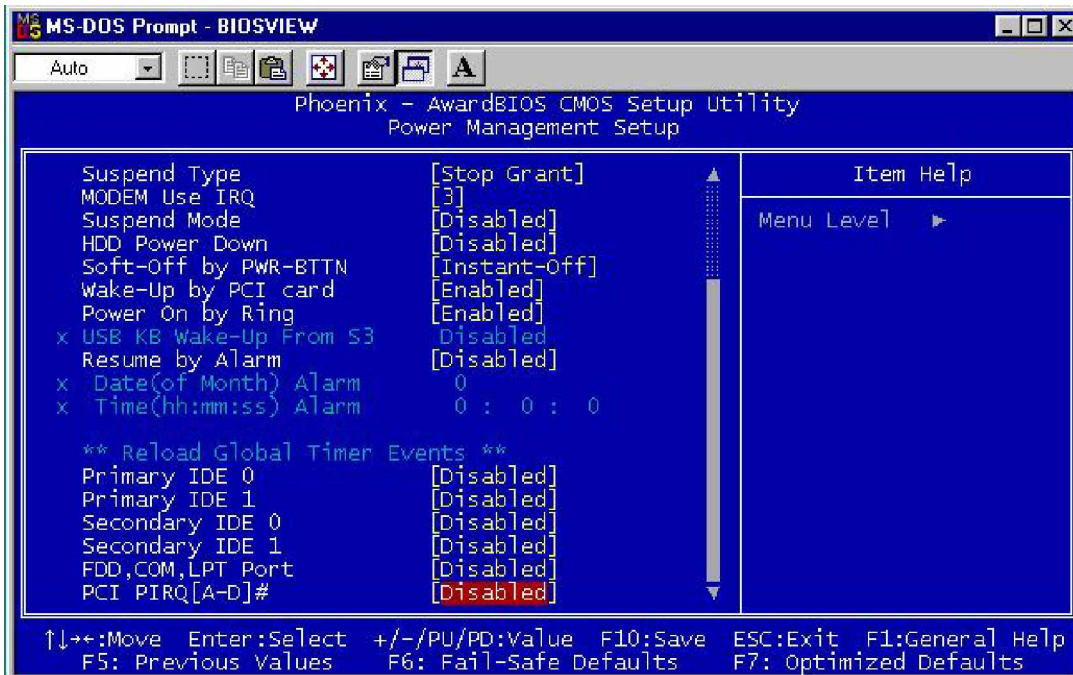 MS-DOS Prompt - BIOSVIEW
Auto
A
Phoenix - AwardBIOS CMOS Setup Utility
Power Management Setup
Suspend Type [Stop Grant]
MODEM Use IRQ [3]
Suspend Mode [Disabled]
HDD Power Down [Disabled]
Soft-Off by PWR-BTTN [Instant-Off]
Wake-Up by PCI card [Enabled]
Power On by Ring [Enabled]
x USB KB Wake-Up From S3 Disabled
Resume by Alarm [Disabled]
x Date(of Month) Alarm 0
x Time(hh:mm:ss) Alarm 0 : 0 : 0
** Reload Global Timer Events **
Primary IDE 0 [Disabled]
Primary IDE 1 [Disabled]
Secondary IDE 0 [Disabled]
Secondary IDE 1 [Disabled]
FDD,COM,LPT Port [Disabled]
PCI PIRQ[A-D]# [Disabled]
Item Help
Menu Level ►
↑↓→←:Move Enter:Select +/-/PU/PD:Value F10:Save ESC:Exit F1:General Help
F5: Previous Values F6: Fail-Safe Defaults F7: Optimized Defaults